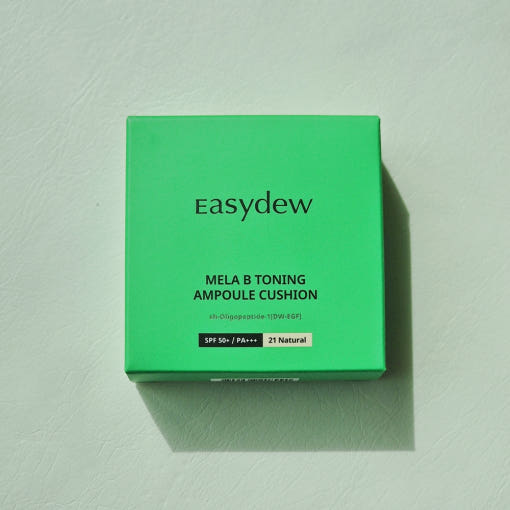 Easydew
MELA B TONING
AMPOULE CUSHION
sh-Oligopeptide-1(DW-EGF)
SPF 50+ / PA+++ 21 Natural